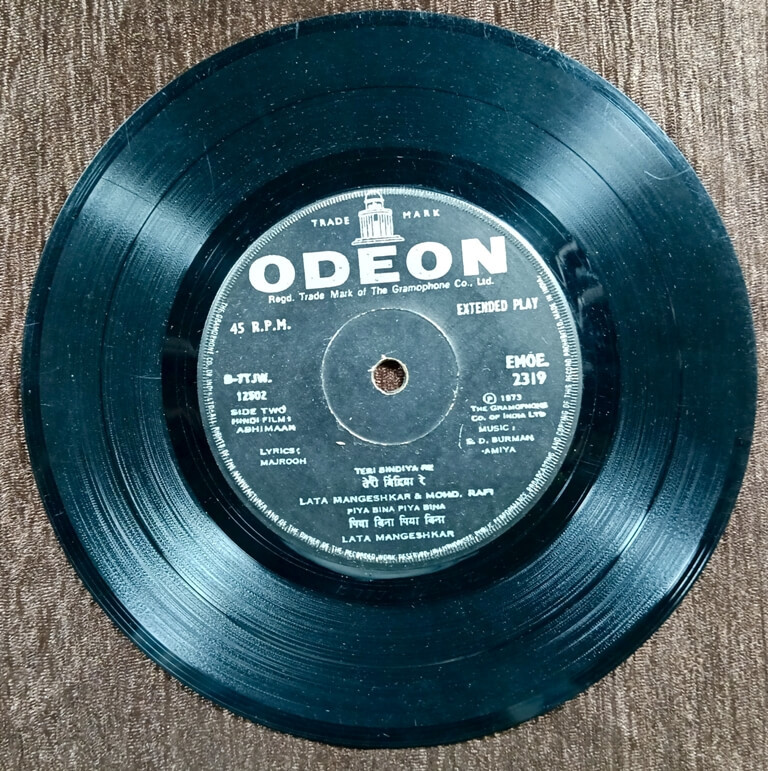 TRADE MARK
ODEON
Regd. Trade Mark of The Gramophone Co., Ltd.
EXTENDED PLAY
45 R.P.M.
EMOE.
2319
B-7TJW.
12502
SIDE TWO
HINDI FILM:
ABHIMAAN
LYRICS:
MAJROOH
Ⓟ 1973
THE GRAMOPHONE
CO. OF INDIA LTD
MUSIC:
S. D. BURMAN
AMIYA
TERI BINDIYA RE
तेरी बिंदिया रे
LATA MANGESHKAR & MOHD. RAFI
PIYA BINA PIYA BINA
पिया बिना पिया बिना
LATA MANGESHKAR